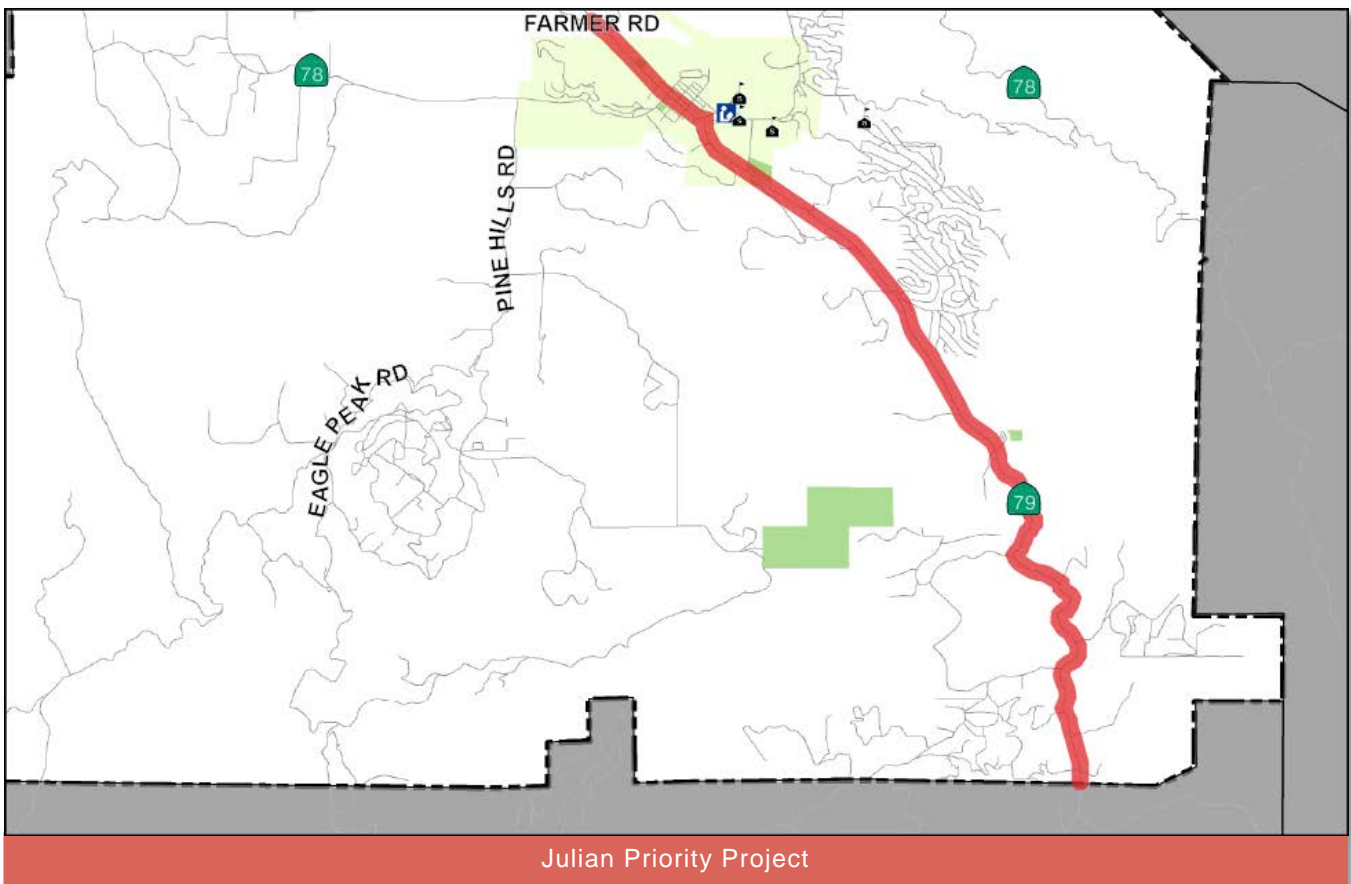 FARMER RD
78
78
PINE HILLS RD
EAGLE PEAK RD
79
Julian Priority Project